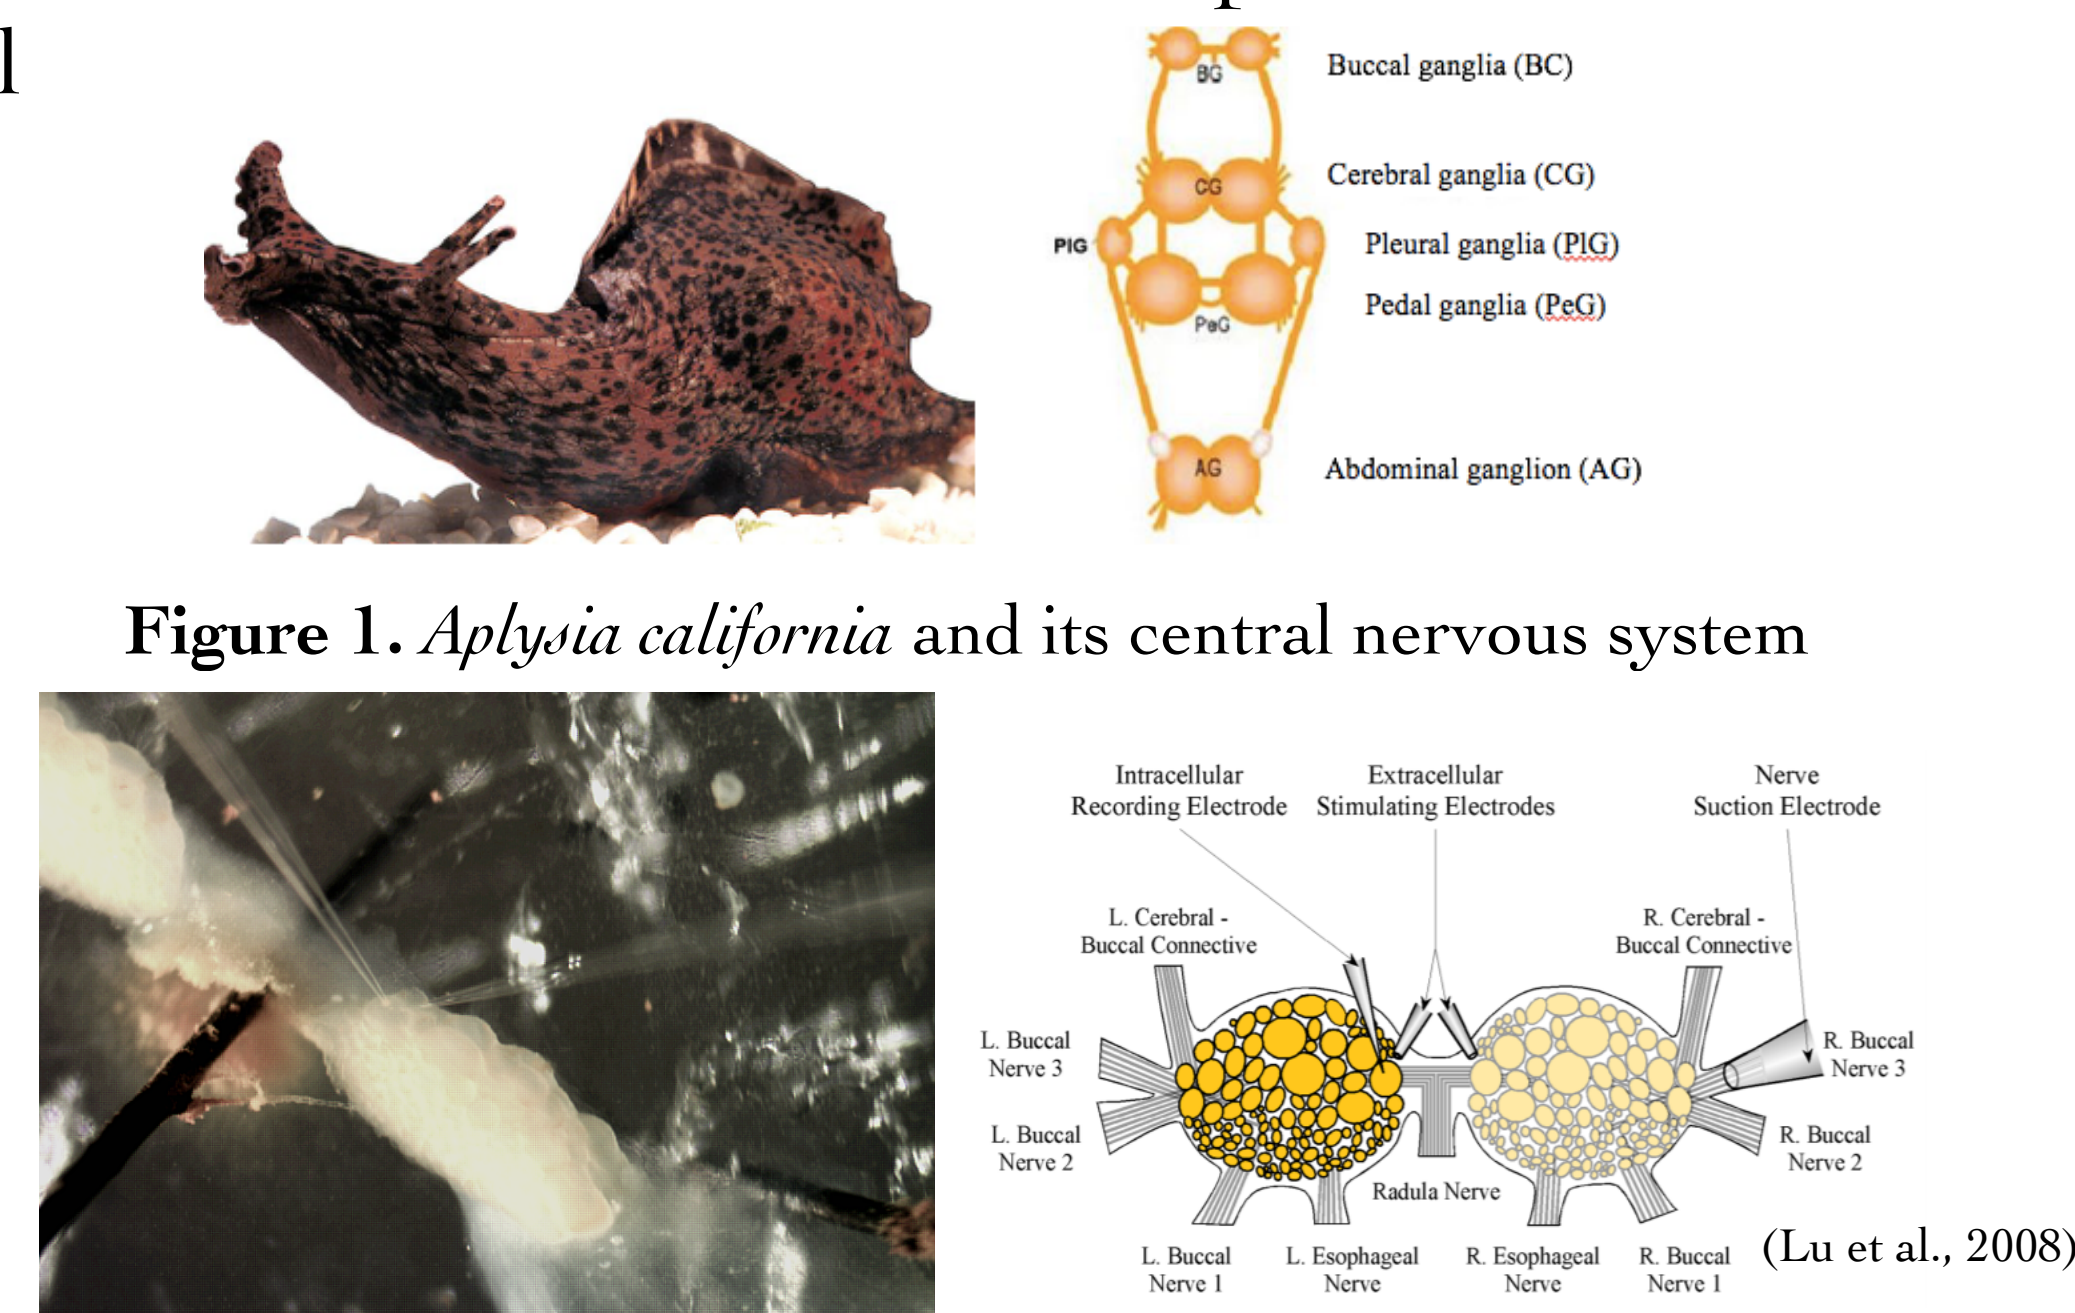 l
BG
Buccal ganglia (BC)
CG
Cerebral ganglia (CG)
PlG
Pleural ganglia (PlG)
Pedal ganglia (PeG)
PeG
AG
Abdominal ganglion (AG)
Figure 1. Aplysia californica and its central nervous system
Intracellular
Recording Electrode
Extracellular
Stimulating Electrodes
Nerve
Suction Electrode
L. Cerebral -
Buccal Connective
R. Cerebral -
Buccal Connective
L. Buccal
Nerve 3
R. Buccal
Nerve 3
L. Buccal
Nerve 2
R. Buccal
Nerve 2
Radula Nerve
L. Buccal
Nerve 1
L. Esophageal
Nerve
R. Esophageal
Nerve
R. Buccal
Nerve 1
(Lu et al., 2008)